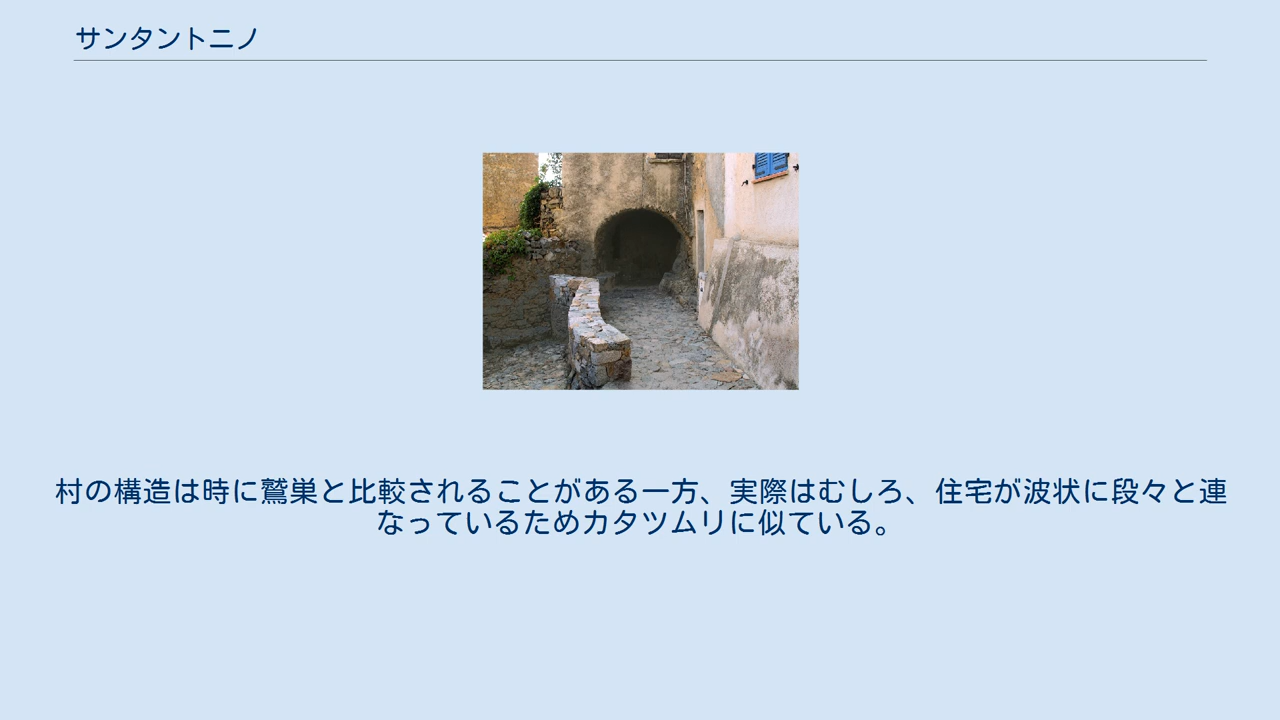 サンタントニノ
村の構造は時に鷲巣と比較されることがある一方、実際はむしろ、住宅が波状に段々と連
なっているためカタツムリに似ている。